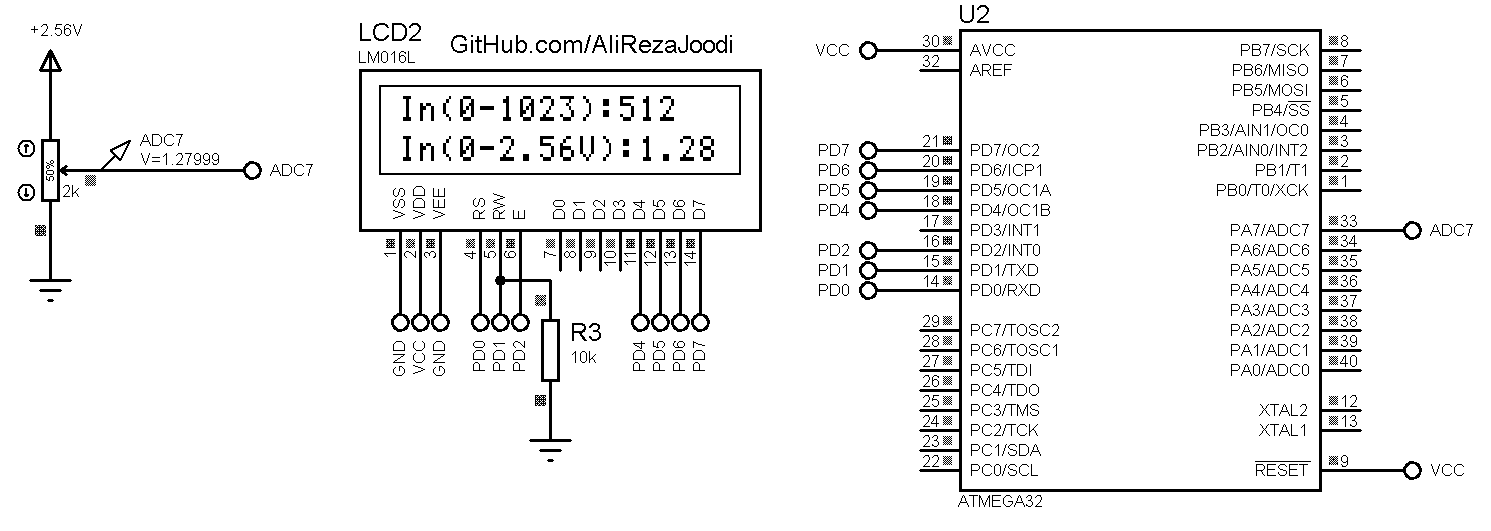 +2.56V
50%
2k
ADC7
V=1.27999
ADC7
LCD2
LM016L
GitHub.com/AliRezaJoodi
In(0-1023):512
In(0-2.56V):1.28
VSS VDD VEE RS RW E D0 D1 D2 D3 D4 D5 D6 D7
1 2 3 4 5 6 7 8 9 10 11 12 13 14
GND VCC GND PD0 PD1 PD2 PD4 PD5 PD6 PD7
R3
10k
U2
VCC 30 AVCC
32 AREF
PD7 21 PD7/OC2
PD6 20 PD6/ICP1
PD5 19 PD5/OC1A
PD4 18 PD4/OC1B
17 PD3/INT1
PD2 16 PD2/INT0
PD1 15 PD1/TXD
PD0 14 PD0/RXD
29 PC7/TOSC2
28 PC6/TOSC1
27 PC5/TDI
26 PC4/TDO
25 PC3/TMS
24 PC2/TCK
23 PC1/SDA
22 PC0/SCL
PB7/SCK 8
PB6/MISO 7
PB5/MOSI 6
PB4/SS 5
PB3/AIN1/OC0 4
PB2/AIN0/INT2 3
PB1/T1 2
PB0/T0/XCK 1
PA7/ADC7 33 ADC7
PA6/ADC6 34
PA5/ADC5 35
PA4/ADC4 36
PA3/ADC3 37
PA2/ADC2 38
PA1/ADC1 39
PA0/ADC0 40
XTAL2 12
XTAL1 13
RESET 9 VCC
ATMEGA32